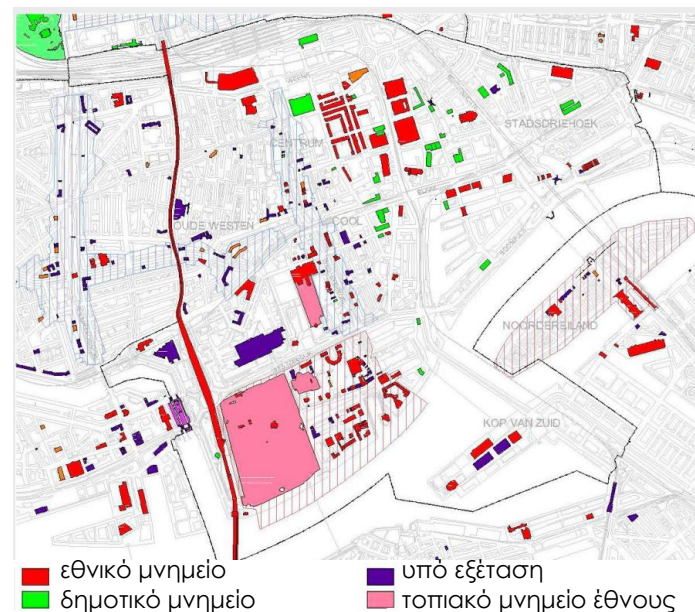 STADSDRIEHOEK
CENTRUM
OUDE WESTEN
COOL
NOORDEREILAND
KOP VAN ZUID
εθνικό μνημείο
υπό εξέταση
δημοτικό μνημείο
τοπιακό μνημείο έθνους